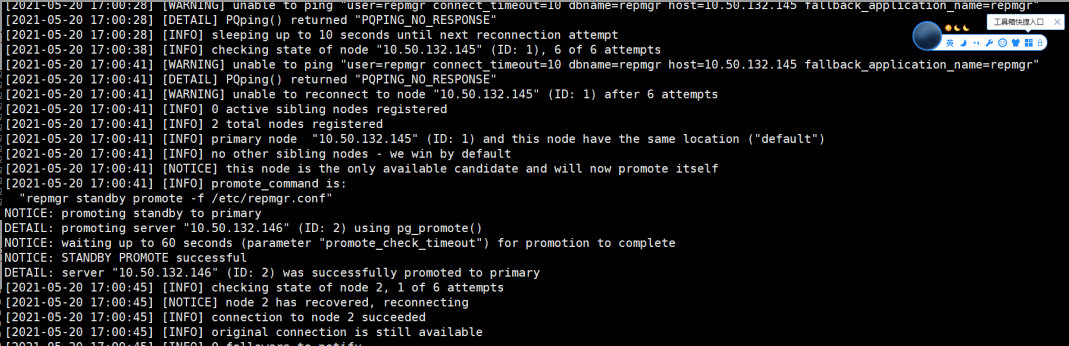 [2021-05-20 17:00:28] [WARNING] unable to ping "user=repmgr connect_timeout=10 dbname=repmgr host=10.50.132.145 fallback_application_name=repmgr"
[2021-05-20 17:00:28] [DETAIL] PQping() returned "PQPING_NO_RESPONSE"
[2021-05-20 17:00:28] [INFO] sleeping up to 10 seconds until next reconnection attempt
[2021-05-20 17:00:38] [INFO] checking state of node "10.50.132.145" (ID: 1), 6 of 6 attempts
[2021-05-20 17:00:41] [WARNING] unable to ping "user=repmgr connect_timeout=10 dbname=repmgr host=10.50.132.145 fallback_application_name=repmgr"
[2021-05-20 17:00:41] [DETAIL] PQping() returned "PQPING_NO_RESPONSE"
[2021-05-20 17:00:41] [WARNING] unable to reconnect to node "10.50.132.145" (ID: 1) after 6 attempts
[2021-05-20 17:00:41] [INFO] 0 active sibling nodes registered
[2021-05-20 17:00:41] [INFO] 2 total nodes registered
[2021-05-20 17:00:41] [INFO] primary node  "10.50.132.145" (ID: 1) and this node have the same location ("default")
[2021-05-20 17:00:41] [INFO] no other sibling nodes - we win by default
[2021-05-20 17:00:41] [NOTICE] this node is the only available candidate and will now promote itself
[2021-05-20 17:00:41] [INFO] promote_command is:
  "repmgr standby promote -f /etc/repmgr.conf"
NOTICE: promoting standby to primary
DETAIL: promoting server "10.50.132.146" (ID: 2) using pg_promote()
NOTICE: waiting up to 60 seconds (parameter "promote_check_timeout") for promotion to complete
NOTICE: STANDBY PROMOTE successful
DETAIL: server "10.50.132.146" (ID: 2) was successfully promoted to primary
[2021-05-20 17:00:45] [INFO] checking state of node 2, 1 of 6 attempts
[2021-05-20 17:00:45] [NOTICE] node 2 has recovered, reconnecting
[2021-05-20 17:00:45] [INFO] connection to node 2 succeeded
[2021-05-20 17:00:45] [INFO] original connection is still available
[2021-05-20 17:00:45] [INFO] 0 followers to notify
工具箱快捷入口
英